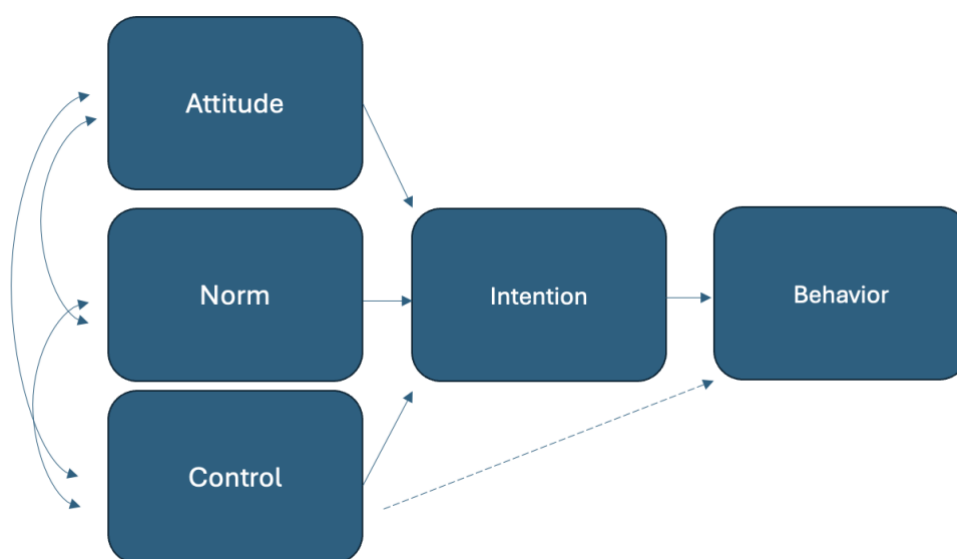 Attitude
Norm
Control
Intention
Behavior